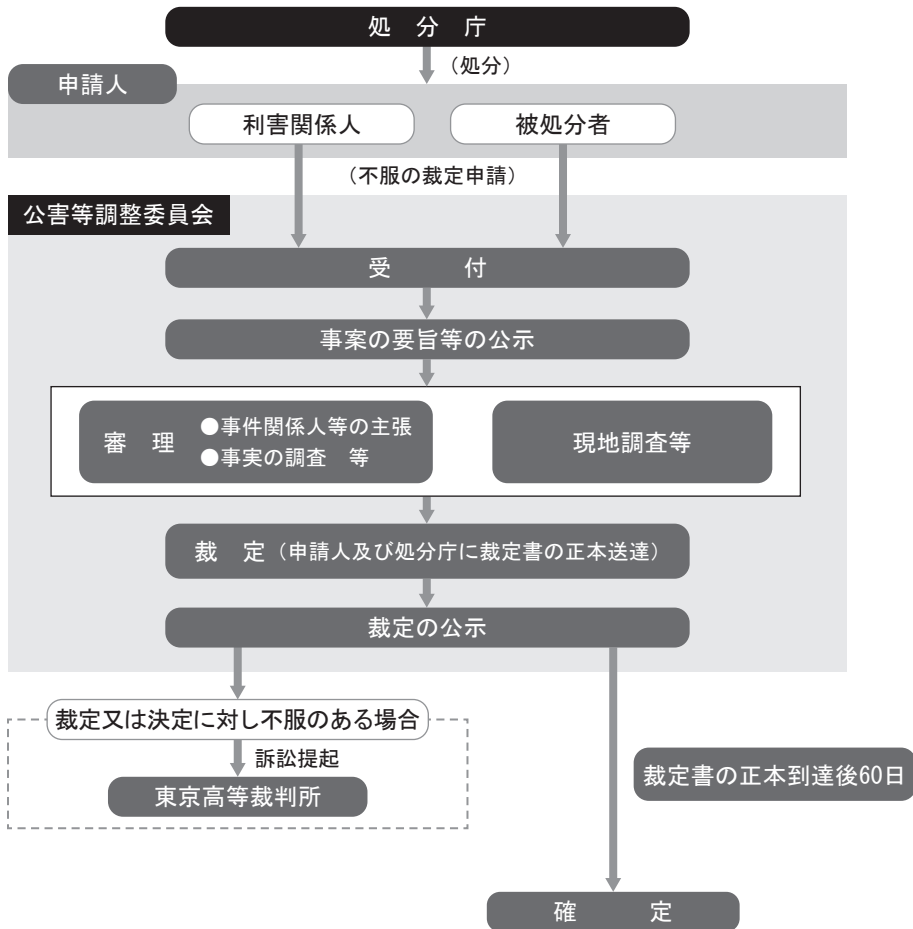 処 分 庁
（処分）
申請人
利害関係人
被処分者
（不服の裁定申請）
公害等調整委員会
受 付
事案の要旨等の公示
審 理
●事件関係人等の主張
●事実の調査 等
現地調査等
裁 定（申請人及び処分庁に裁定書の正本送達）
裁定の公示
裁定又は決定に対し不服のある場合
訴訟提起
東京高等裁判所
裁定書の正本到達後60日
確 定